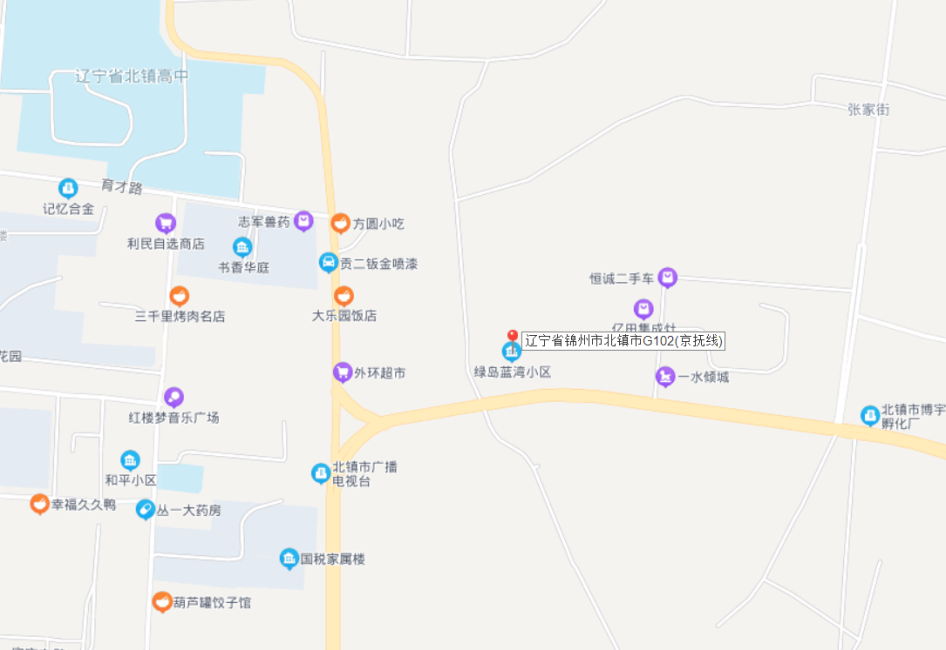 辽宁省北镇高中
张家街
育才路
记忆合金
志军兽药
方圆小吃
利民自选商店
书香华庭
贡二钣金喷漆
恒诚二手车
三千里烤肉名店
大乐园饭店
亿田集成灶
辽宁省锦州市北镇市G102(京抚线)
花园
外环超市
绿岛蓝湾小区
一水倾城
红楼梦音乐广场
北镇市博宇
孵化厂
和平小区
北镇市广播
电视台
幸福久久鸭
丛一大药房
国税家属楼
葫芦罐饺子馆